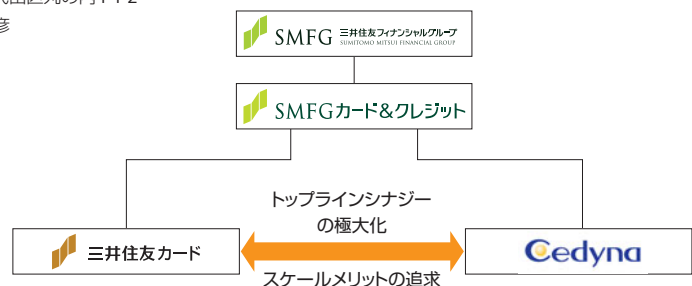 彦
SMFG 三井住友フィナンシャルグループ
SUMITOMO MITSUI FINANCIAL GROUP
SMFGカード&クレジット
トップラインシナジー
の極大化
三井住友カード
Cedyna
スケールメリットの追求